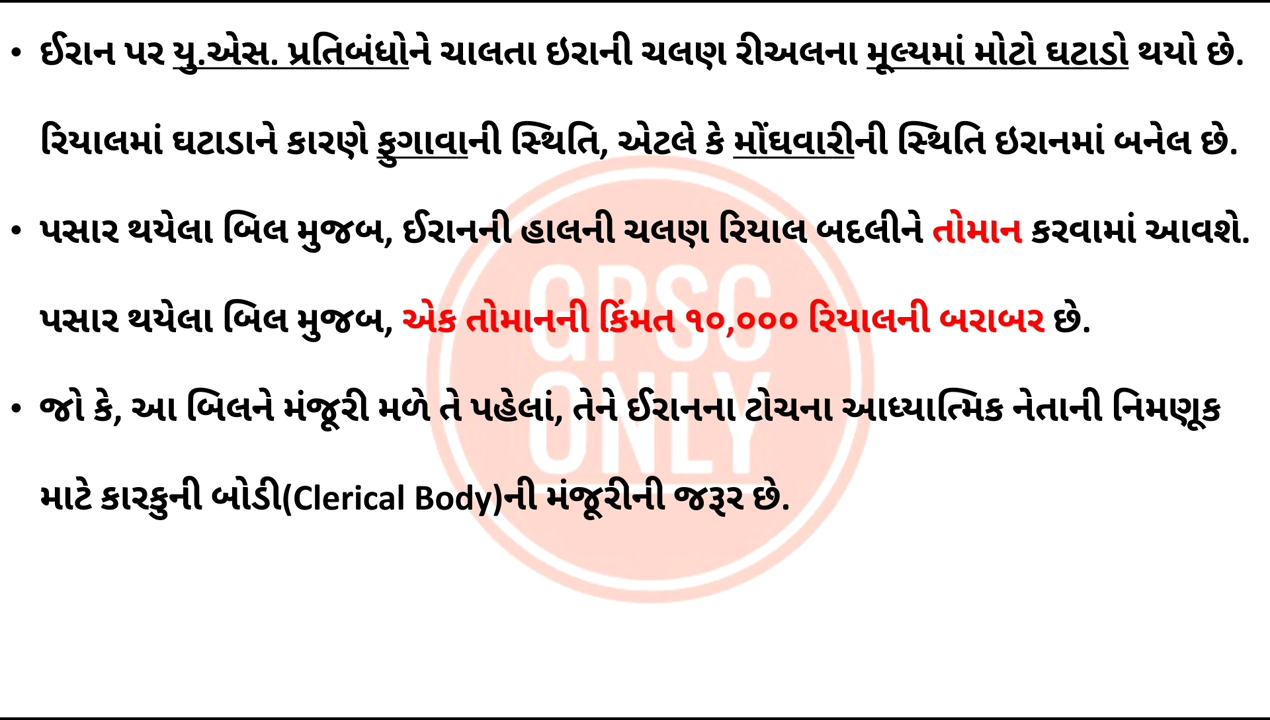 • ઈરાન પર યુ.એસ. પ્રતિબંધોને ચાલતા ઇરાની ચલણ રીઅલના મૂલ્યમાં મોટો ઘટાડો થયો છે.
રિયાલમાં ઘટાડાને કારણે ફુગાવાની સ્થિતિ, એટલે કે મોંઘવારીની સ્થિતિ ઇરાનમાં બનેલ છે.
• પસાર થયેલા બિલ મુજબ, ઈરાનની હાલની ચલણ રિયાલ બદલીને તોમાન કરવામાં આવશે.
પસાર થયેલા બિલ મુજબ, એક તોમાનની કિંમત ૧૦,૦૦૦ રિયાલની બરાબર છે.
• જો કે, આ બિલને મંજૂરી મળે તે પહેલાં, તેને ઈરાનના ટોચના આધ્યાત્મિક નેતાની નિમણૂક
માટે કારકુની બોડી(Clerical Body)ની મંજૂરીની જરૂર છે.
GPSC
ONLY